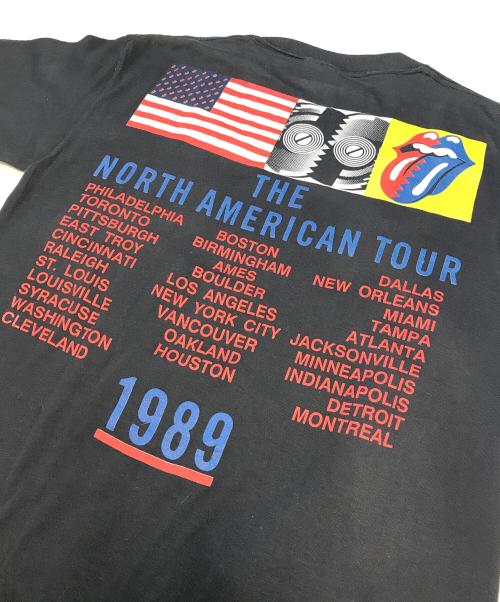 THE
NORTH AMERICAN TOUR
PHILADELPHIA
TORONTO
PITTSBURGH
EAST TROY
CINCINNATI
RALEIGH
ST. LOUIS
LOUISVILLE
SYRACUSE
WASHINGTON
CLEVELAND
BOSTON
BIRMINGHAM
AMES
BOULDER
LOS ANGELES
NEW YORK CITY
VANCOUVER
OAKLAND
HOUSTON
DALLAS
NEW ORLEANS
MIAMI
TAMPA
ATLANTA
JACKSONVILLE
MINNEAPOLIS
INDIANAPOLIS
DETROIT
MONTREAL
1989